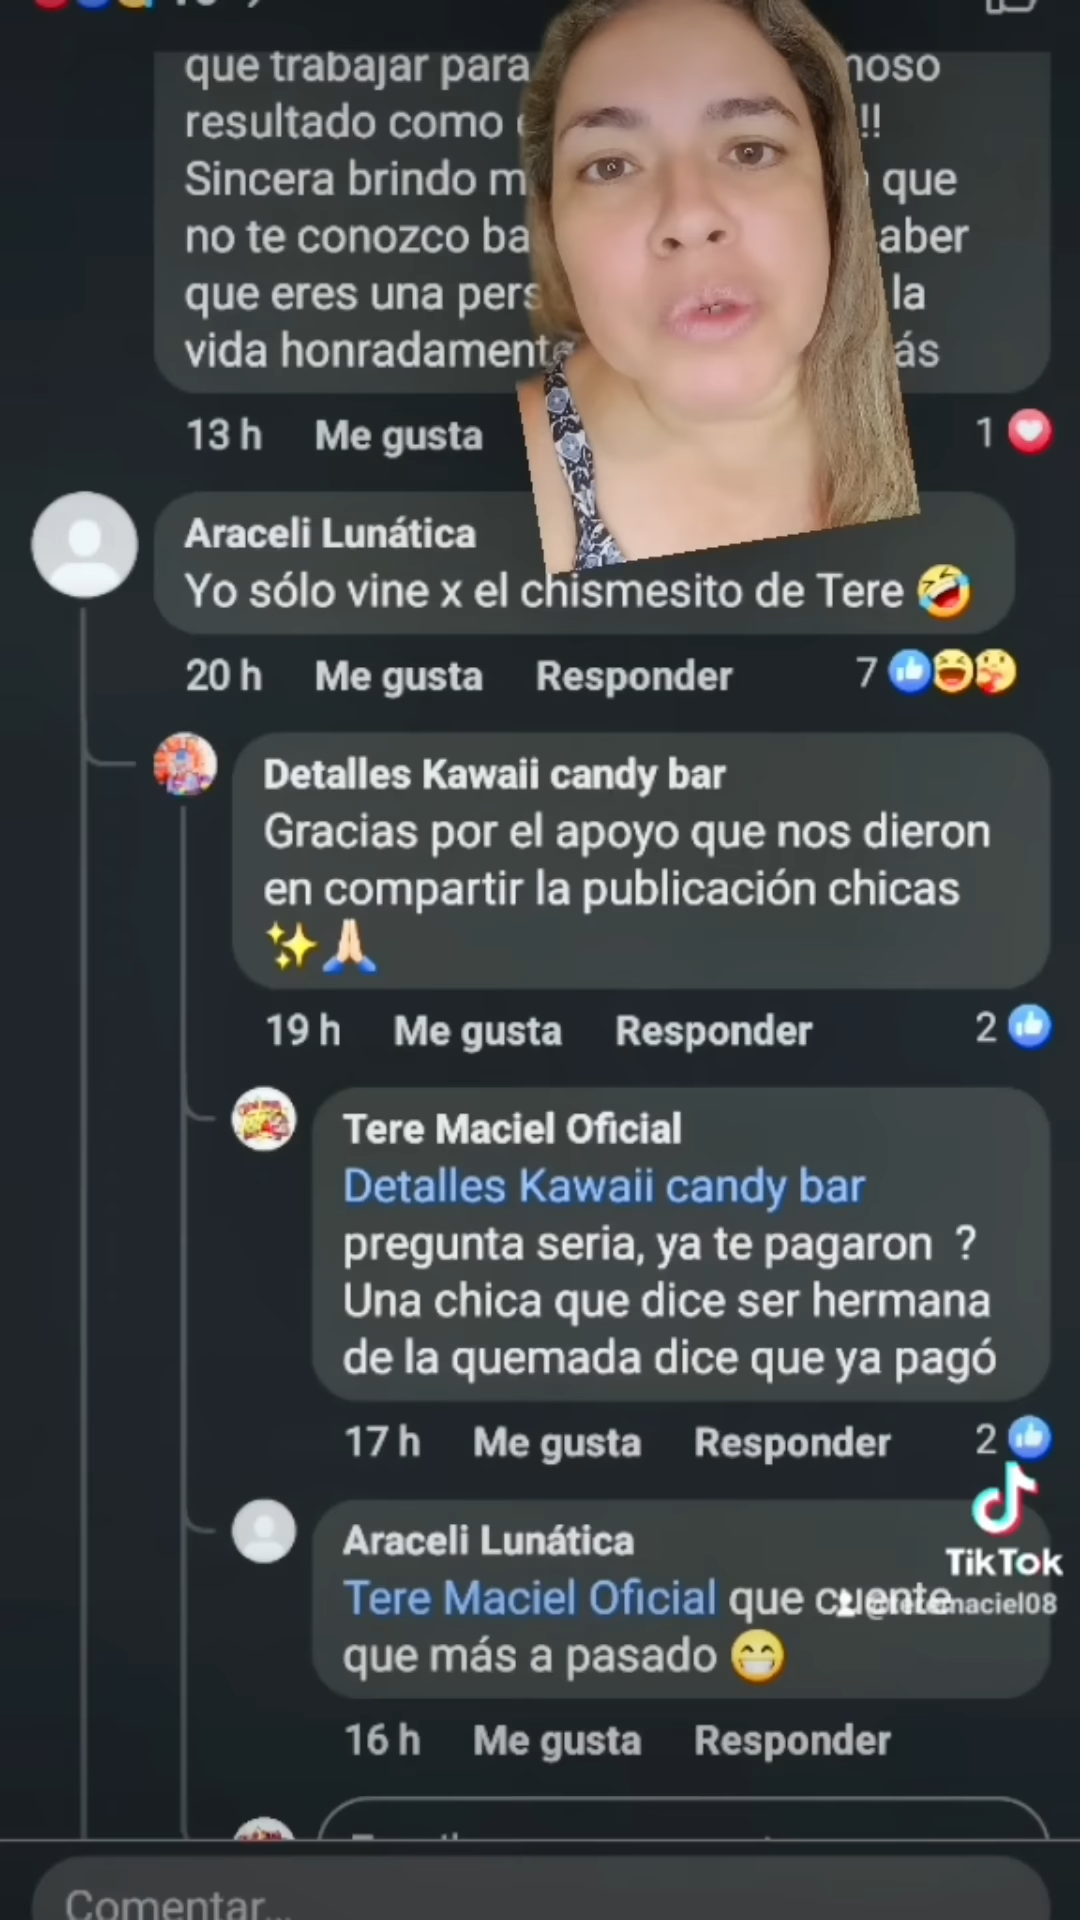 que trabajar para
resultado como !!
Sincera brindo que
no te conozco
que eres una la
vida honradamente
13 h Me gusta 1
Araceli Lunática
Yo sólo vine x el chismesito de Tere 🤣
20 h Me gusta Responder 7
Detalles Kawaii candy bar
Gracias por el apoyo que nos dieron
en compartir la publicación chicas
✨🙏🏻
19 h Me gusta Responder 2
Tere Maciel Oficial
Detalles Kawaii candy bar
pregunta seria, ya te pagaron ?
Una chica que dice ser hermana
de la quemada dice que ya pagó
17 h Me gusta Responder 2
TikTok
@teremaciel08
Araceli Lunática
Tere Maciel Oficial que cuente
que más a pasado 😁
16 h Me gusta Responder
Comentar...